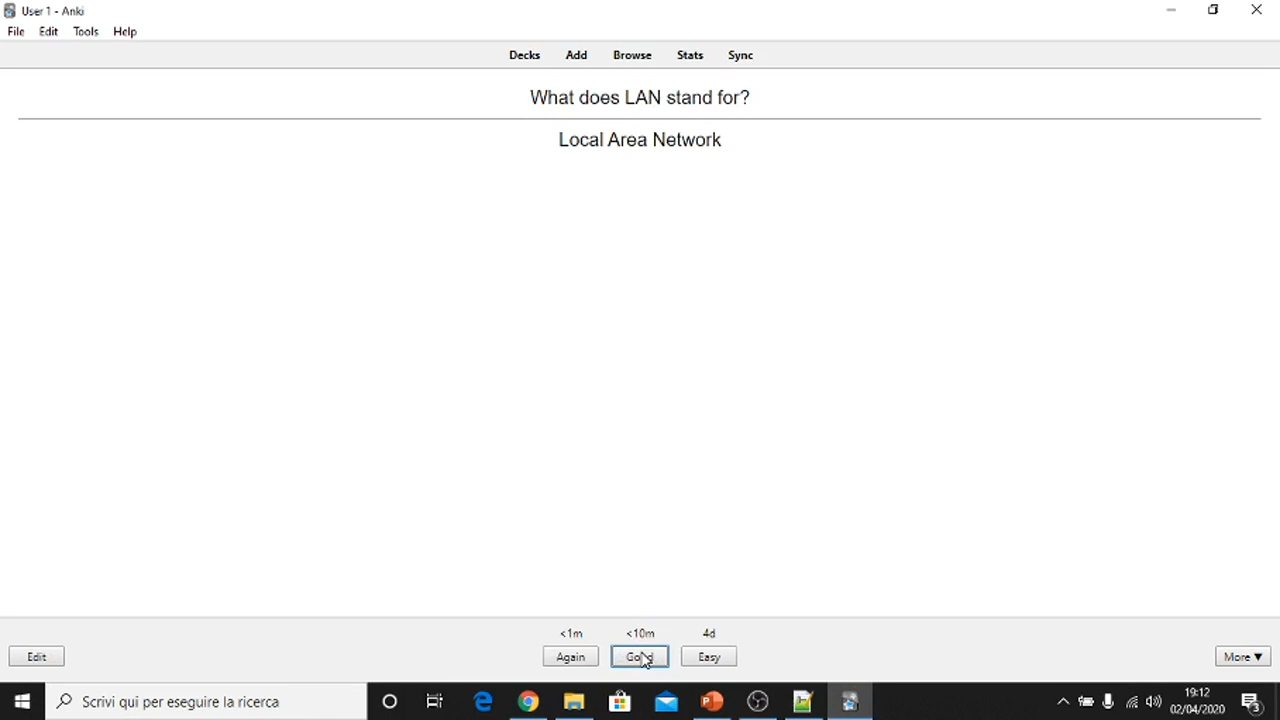 User 1 - Anki
File Edit Tools Help
Decks Add Browse Stats Sync
What does LAN stand for?
Local Area Network
<1m <10m 4d
Edit Again Good Easy More ▼
Scrivi qui per eseguire la ricerca
19:12
02/04/2020
3